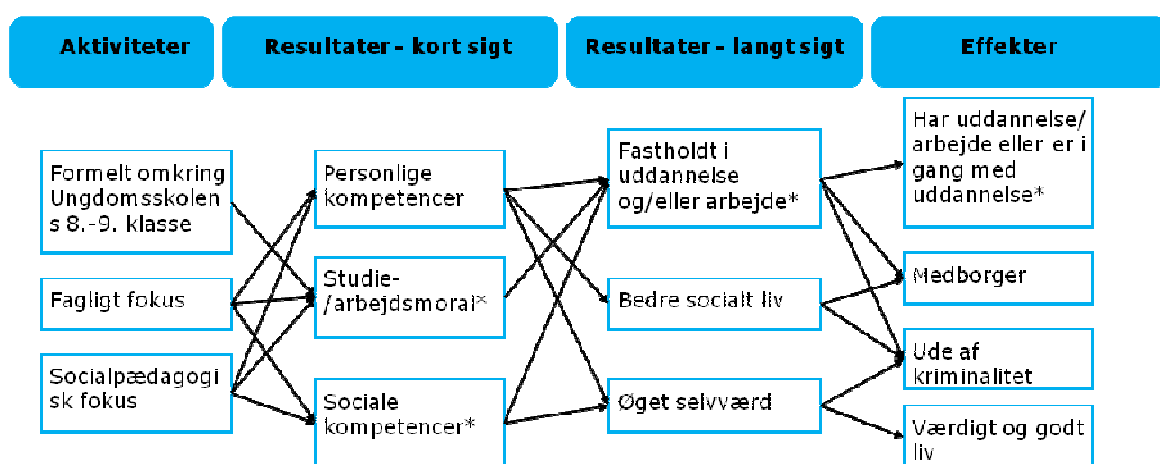 Aktiviteter
Resultater - kort sigt
Resultater - langt sigt
Effekter
Formelt omkring
Ungdomsskolen
s 8.-9. klasse
Fagligt fokus
Socialpædagogi
sk fokus
Personlige
kompetencer
Studie-
/arbejdsmoral*
Sociale
kompetencer*
Fastholdt i
uddannelse
og/eller arbejde*
Bedre socialt liv
Øget selvværd
Har uddannelse/
arbejde eller er i
gang med
uddannelse*
Medborger
Ude af
kriminalitet
Værdigt og godt
liv